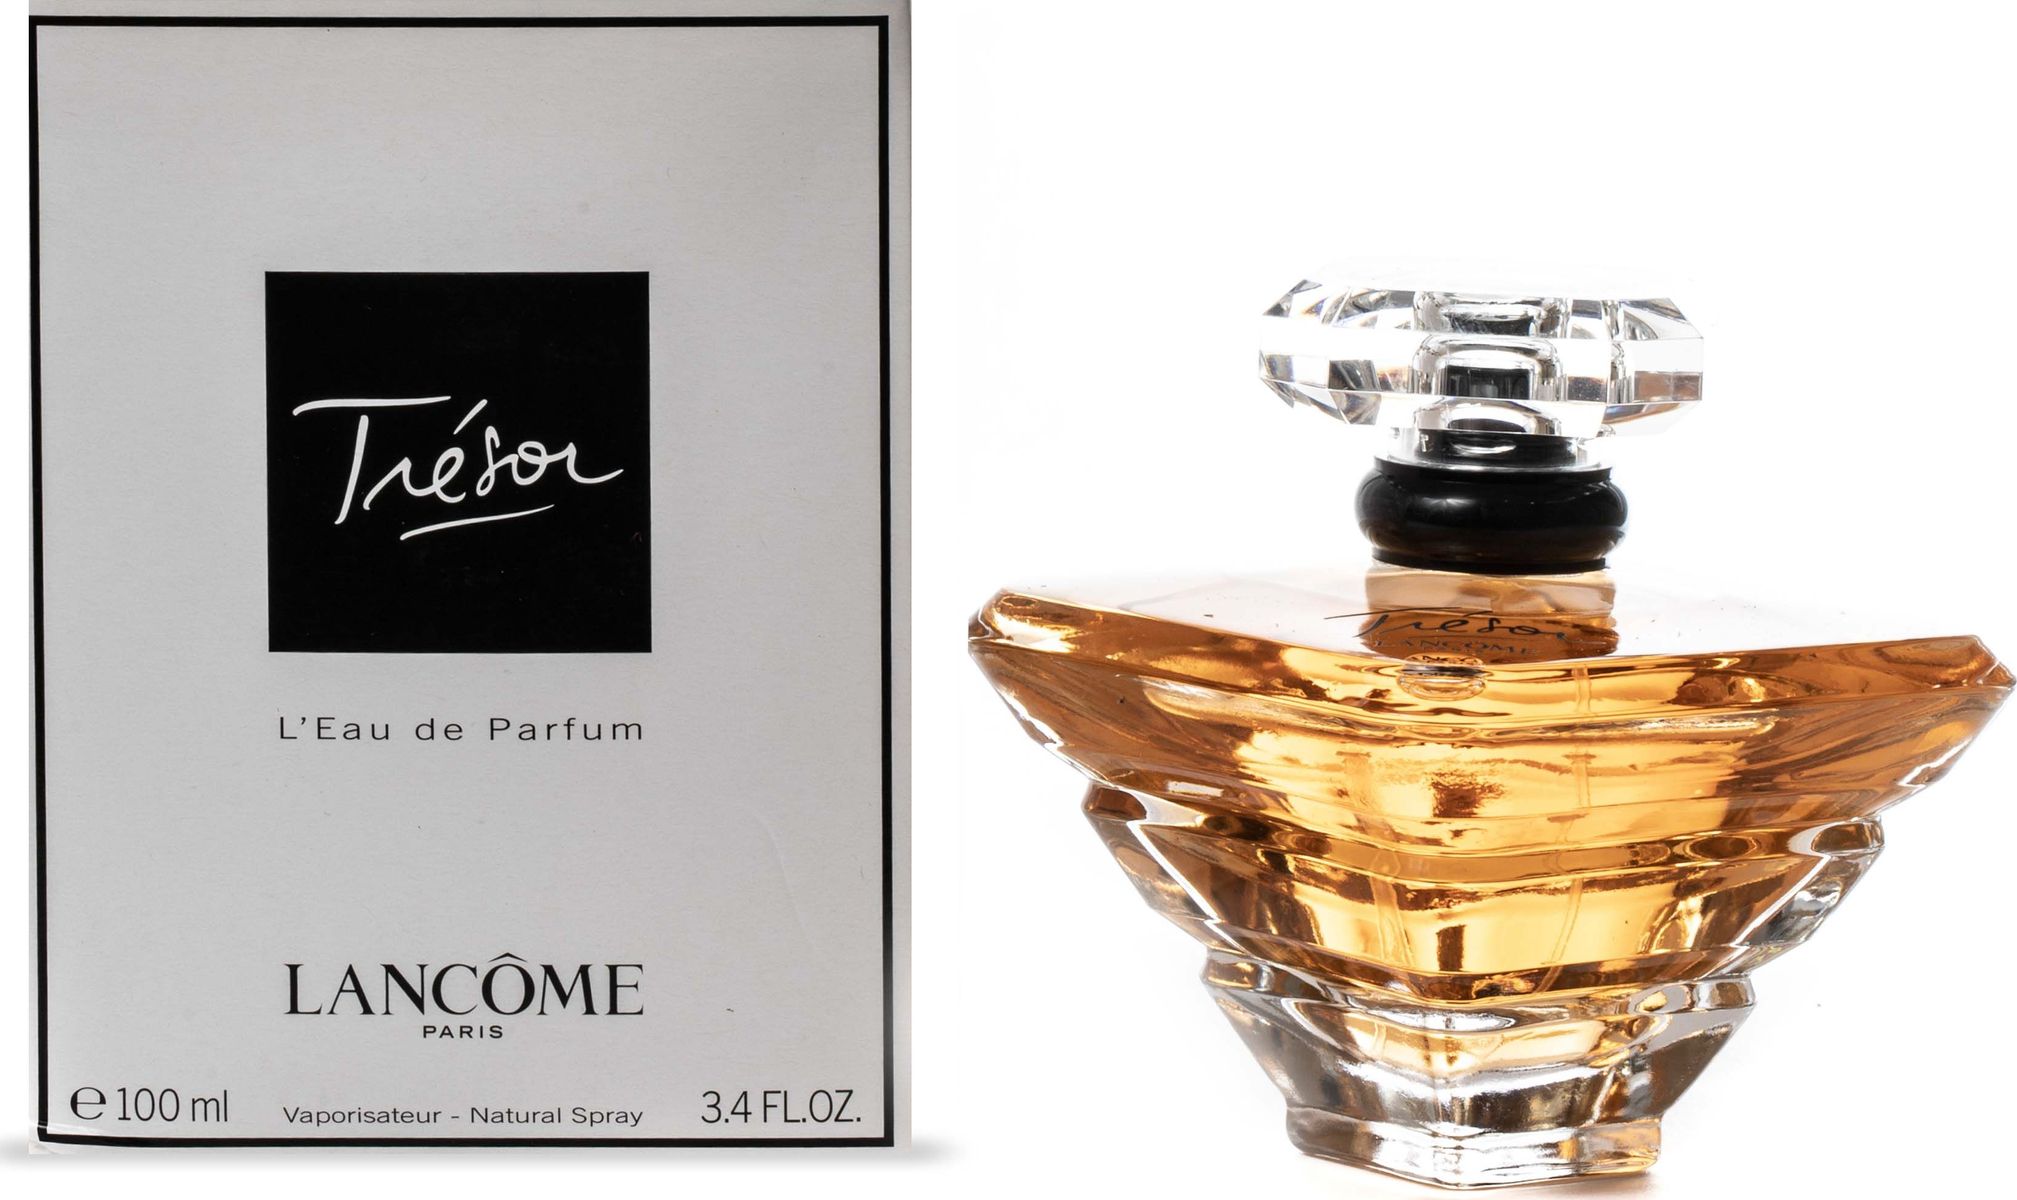 Trésor
L'Eau de Parfum
LANCÔME
PARIS
℮ 100 ml
Vaporisateur - Natural Spray
3.4 FL.OZ.
Trésor
LANCOME